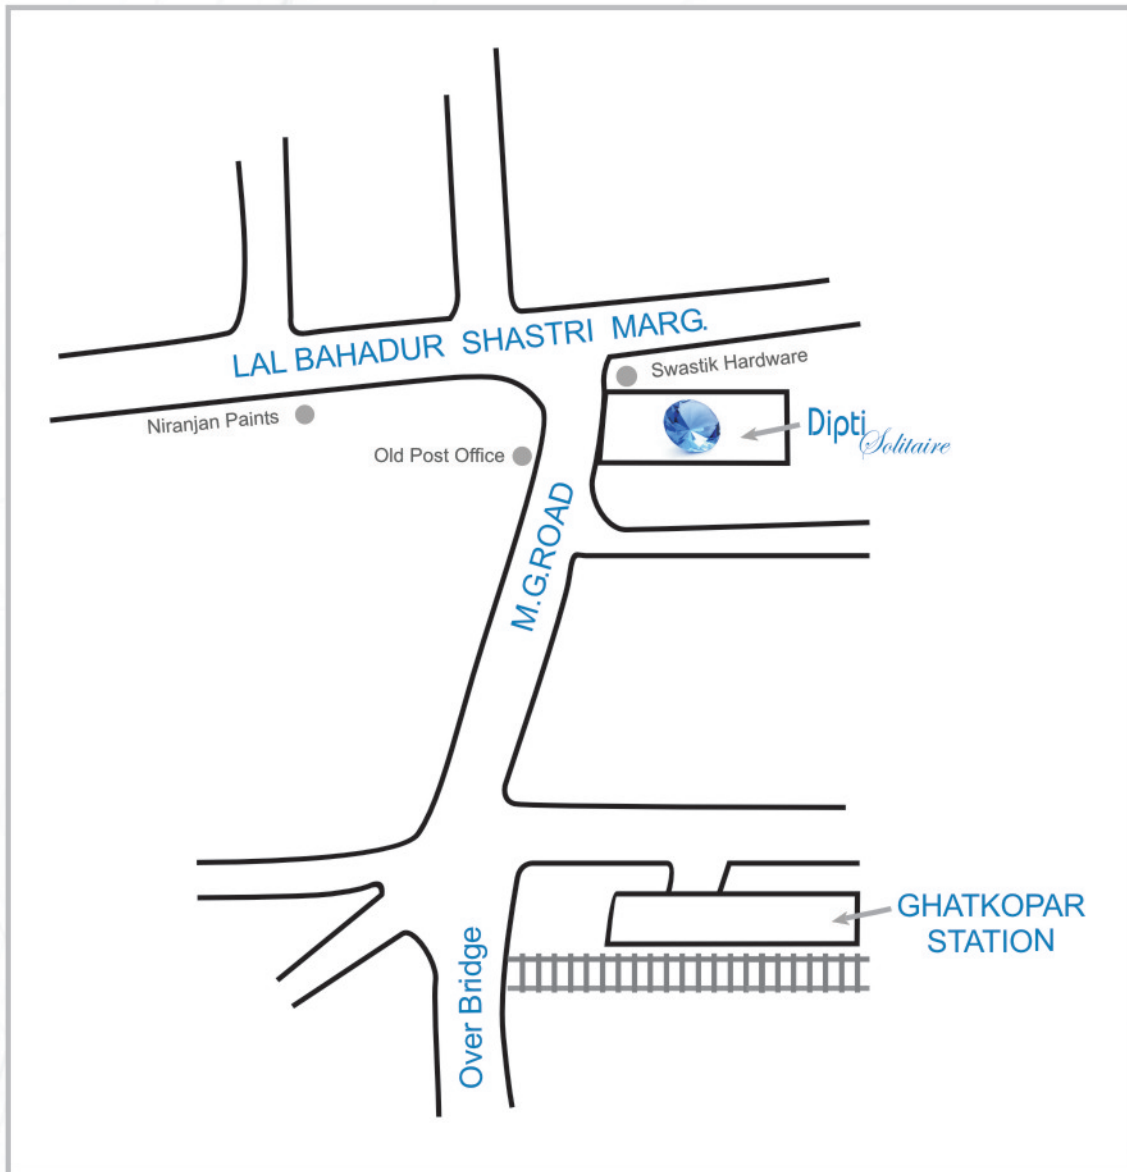 LAL BAHADUR SHASTRI MARG.
Swastik Hardware
Niranjan Paints
Dipti
Solitaire
Old Post Office
M.G.ROAD
GHATKOPAR
STATION
Over Bridge